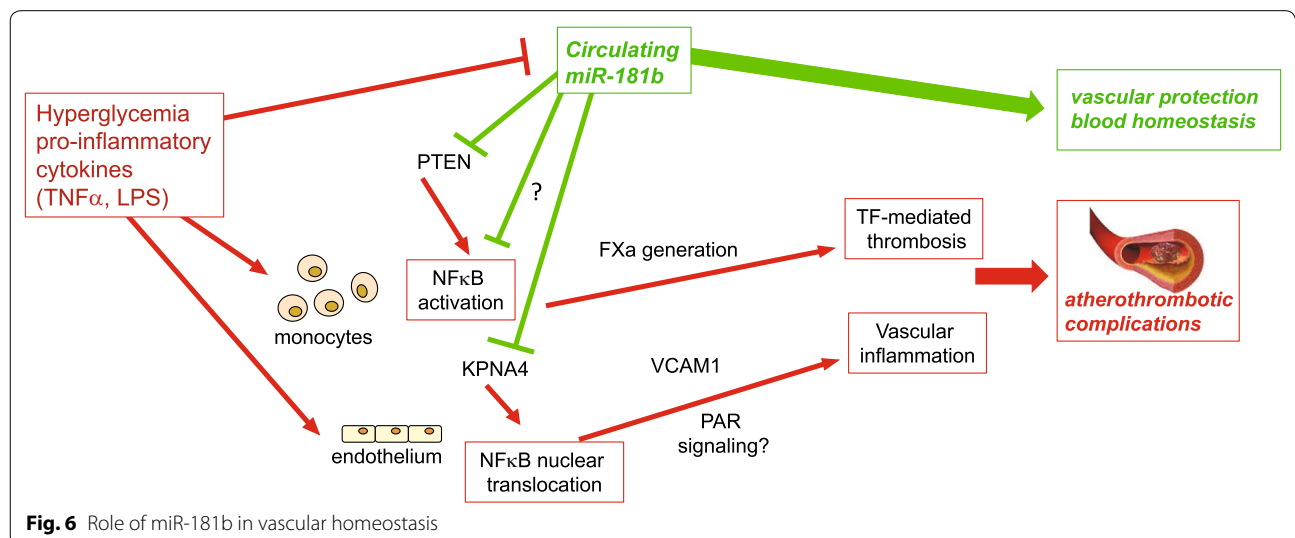 Circulating
miR-181b
Hyperglycemia
pro-inflammatory
cytokines
(TNFα, LPS)
vascular protection
blood homeostasis
PTEN
?
TF-mediated
thrombosis
FXa generation
NFκB
activation
monocytes
atherothrombotic
complications
Vascular
inflammation
KPNA4
VCAM1
PAR
signaling?
endothelium
NFκB nuclear
translocation
Fig. 6 Role of miR-181b in vascular homeostasis